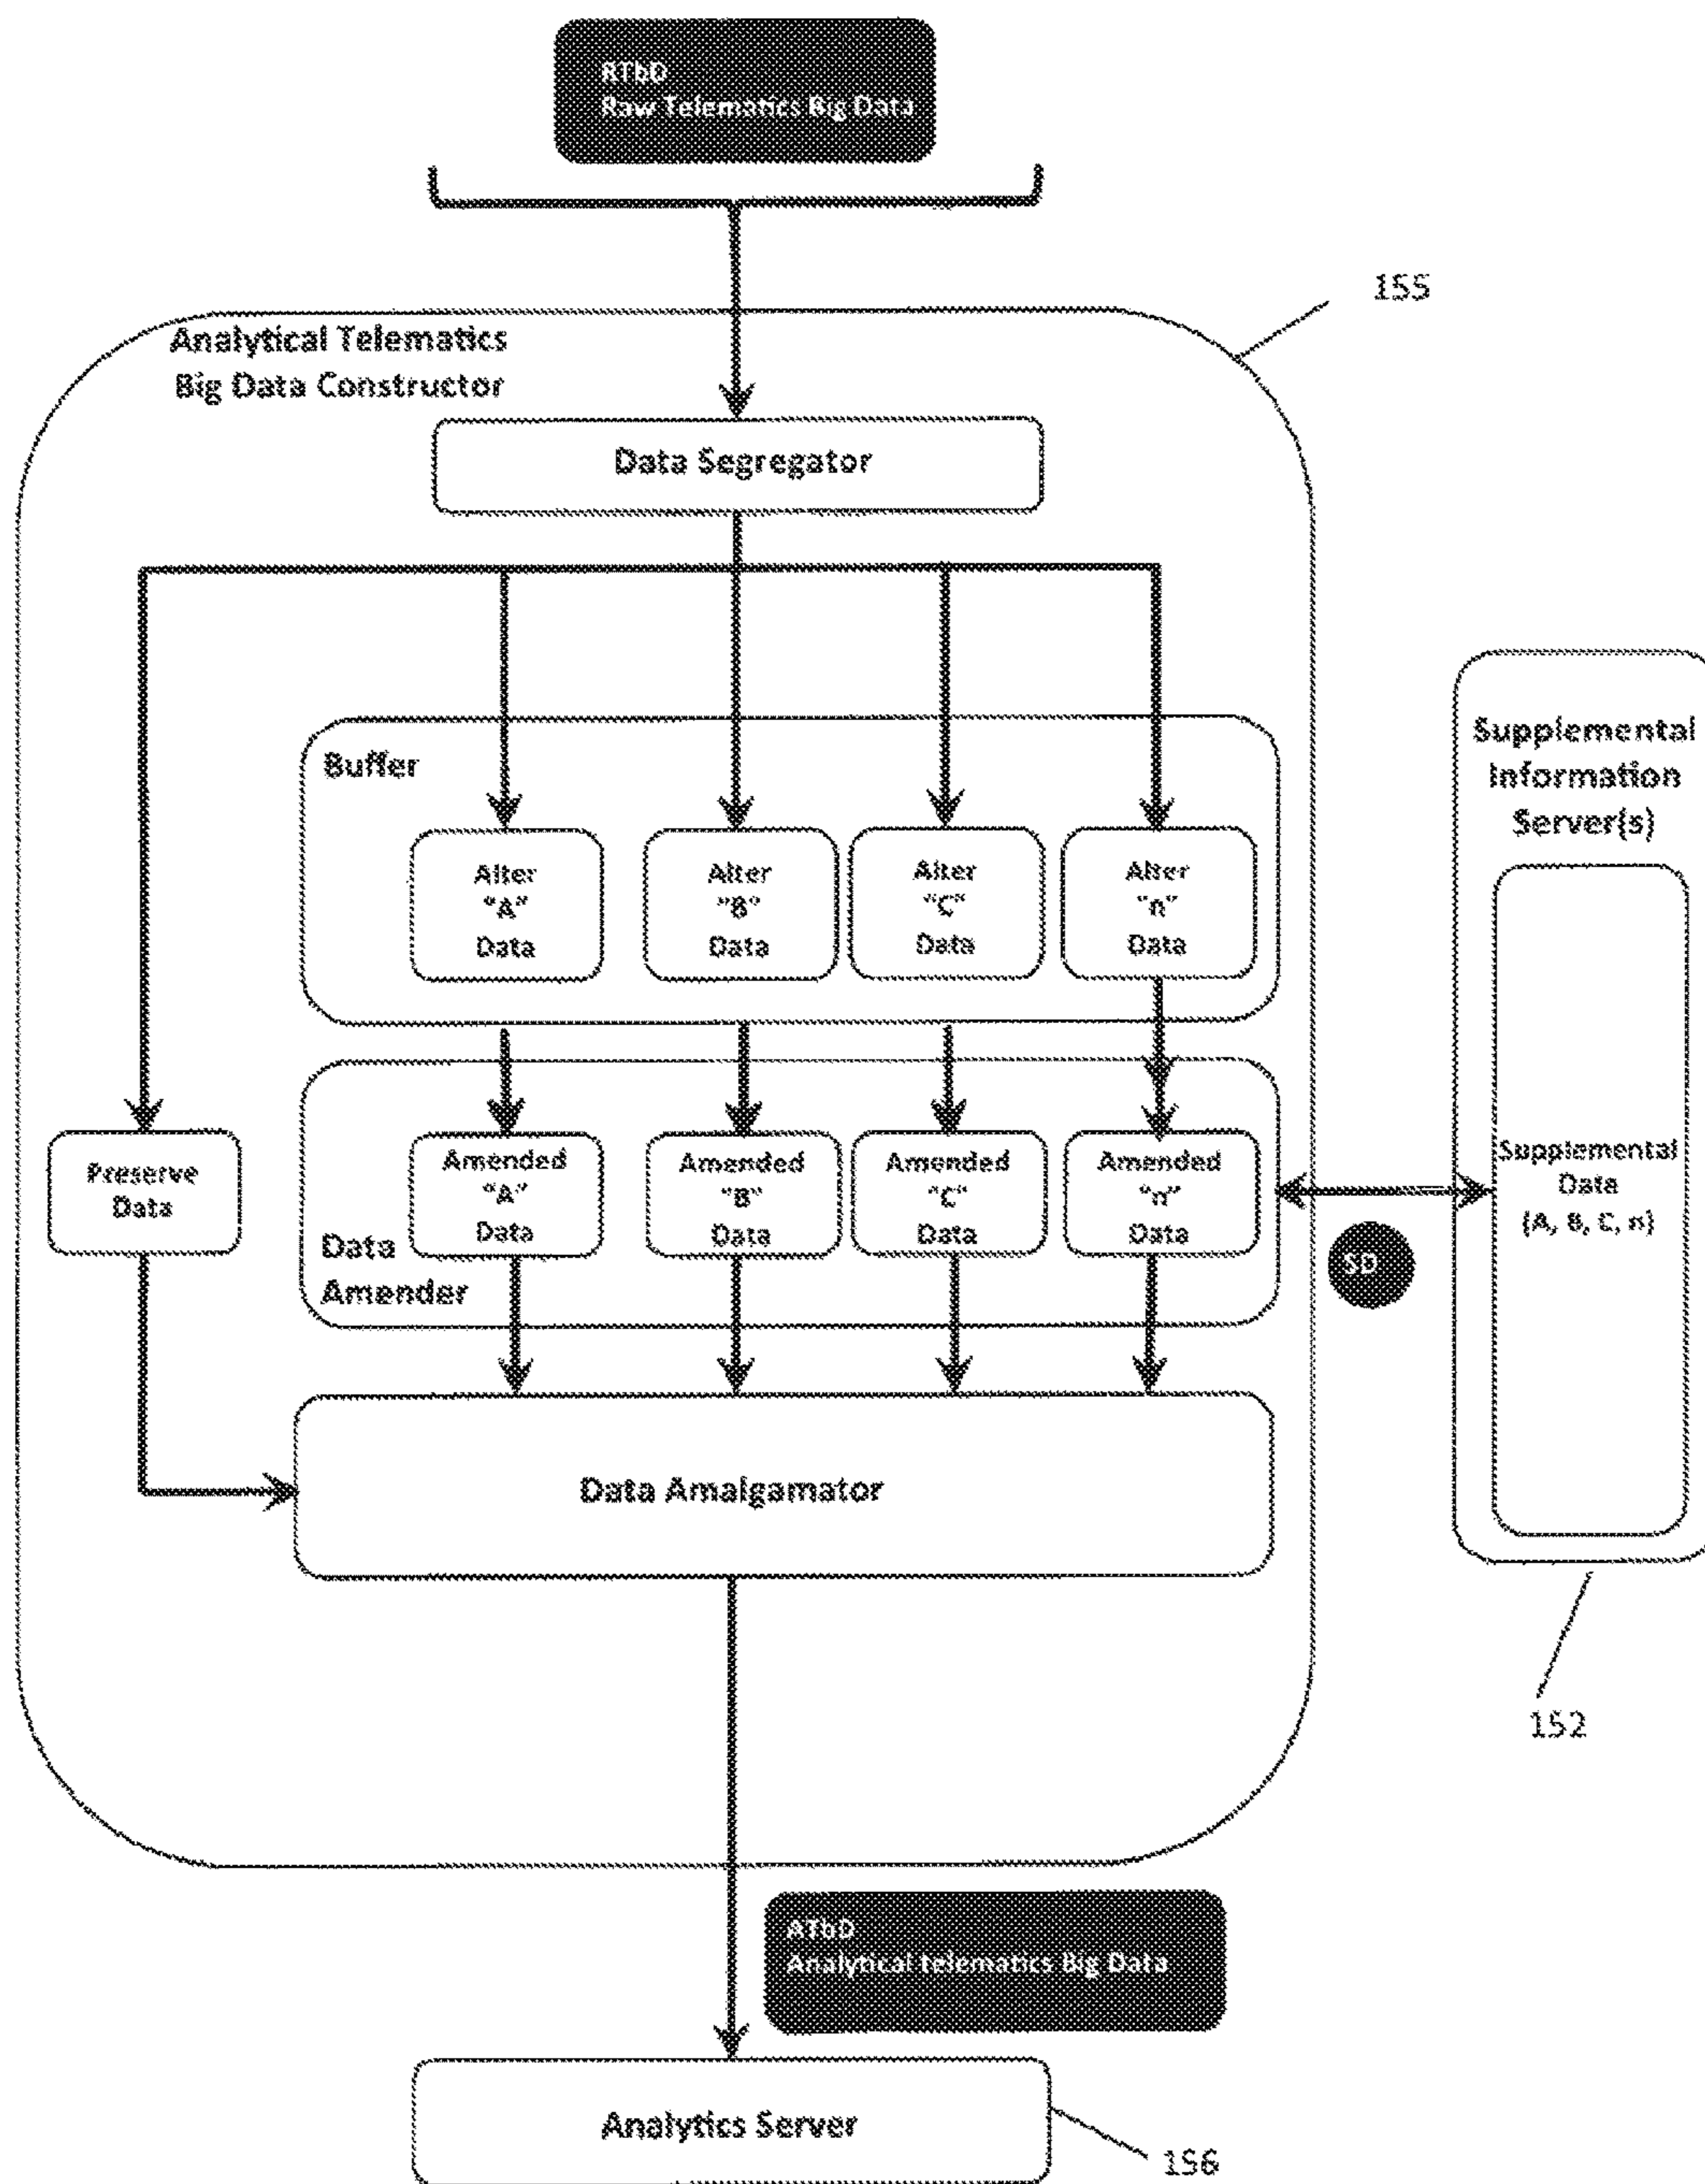 RTbD
Raw Telematics Big Data
155
Analytical Telematics
Big Data Constructor
Data Segregator
Buffer
Alter
"A"
Data
Alter
"B"
Data
Alter
"C"
Data
Alter
"n"
Data
Supplemental
Information
Server(s)
Preserve
Data
Data
Amender
Amended
"A"
Data
Amended
"B"
Data
Amended
"C"
Data
Amended
"n"
Data
SD
Supplemental
Data
(A, B, C, n)
Data Amalgamator
152
ATbD
Analytical telematics Big Data
Analytics Server
156